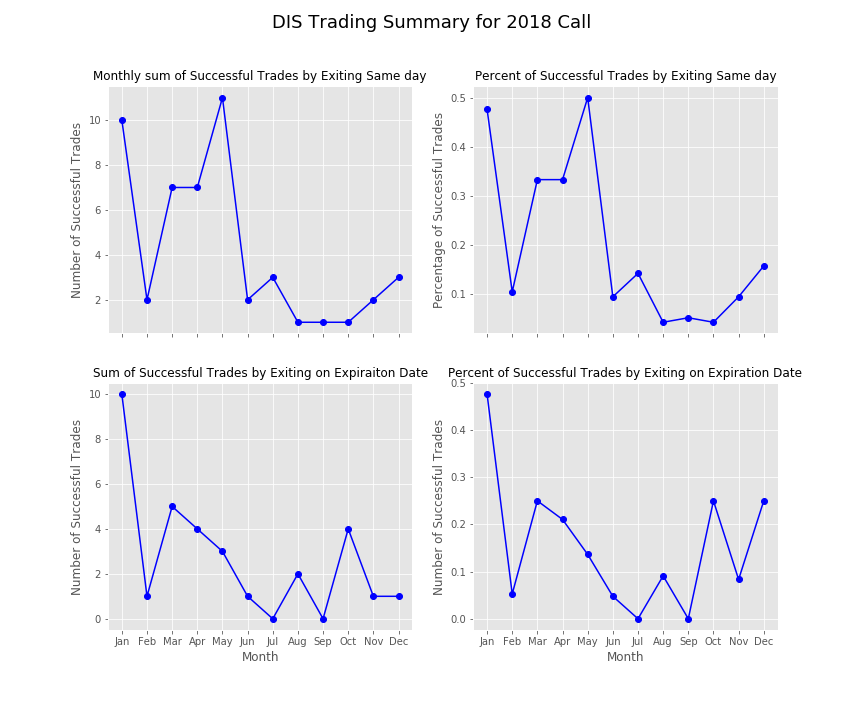 DIS Trading Summary for 2018 Call
Monthly sum of Successful Trades by Exiting Same day
Number of Successful Trades
10
8
6
4
2
Percent of Successful Trades by Exiting Same day
Percentage of Successful Trades
0.5
0.4
0.3
0.2
0.1
Sum of Successful Trades by Exiting on Expiraiton Date
Number of Successful Trades
10
8
6
4
2
0
Jan Feb Mar Apr May Jun Jul Aug Sep Oct Nov Dec
Month
Percent of Successful Trades by Exiting on Expiration Date
Number of Successful Trades
0.5
0.4
0.3
0.2
0.1
0.0
Jan Feb Mar Apr May Jun Jul Aug Sep Oct Nov Dec
Month